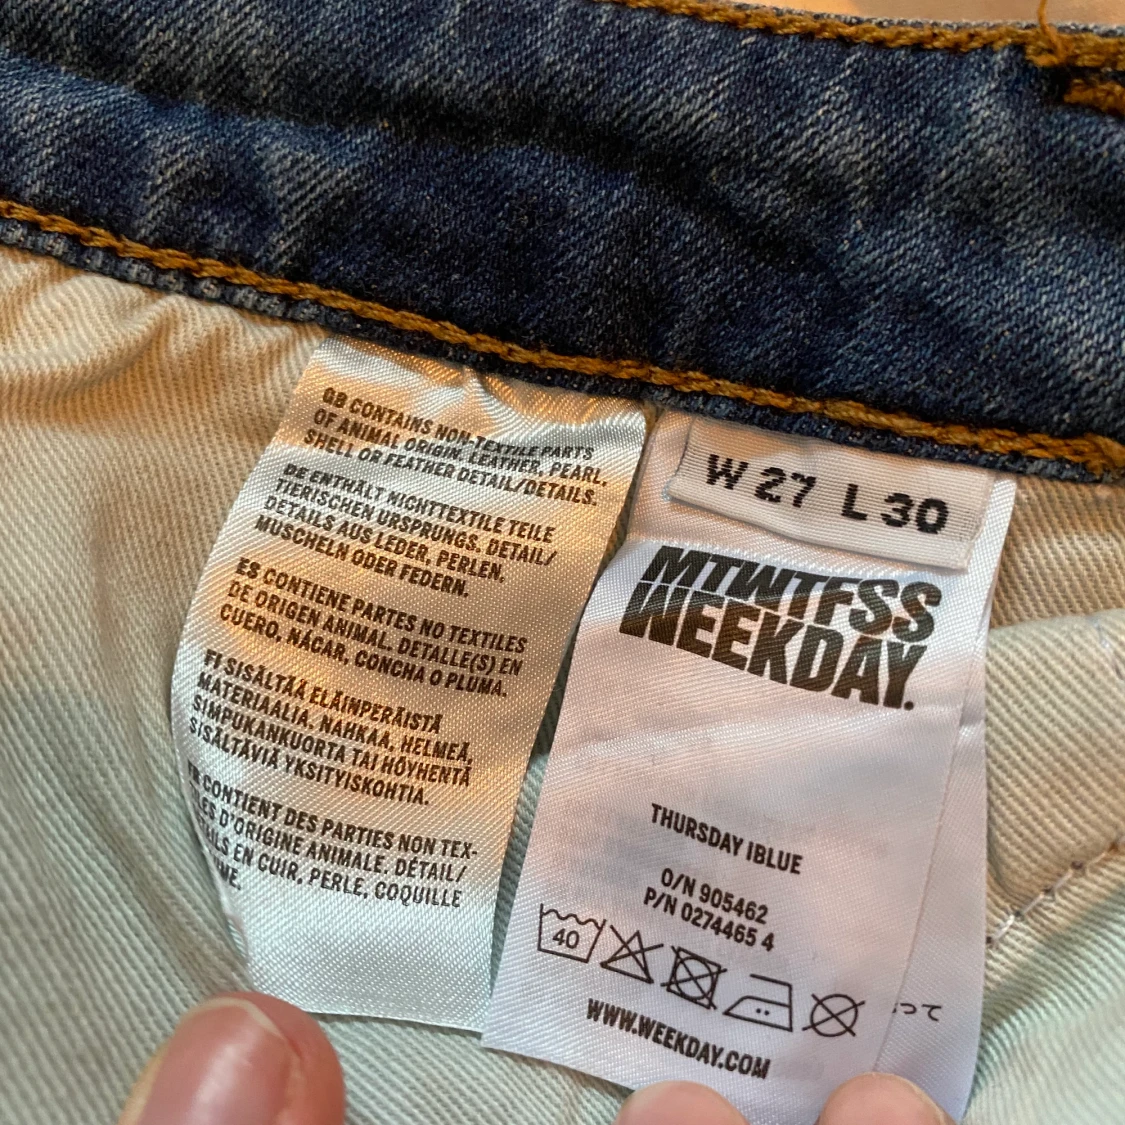 GB CONTAINS NON-TEXTILE PARTS
OF ANIMAL ORIGIN. LEATHER, PEARL,
SHELL OR FEATHER DETAIL/DETAILS.
DE ENTHÄLT NICHTTEXTILE TEILE
TIERISCHEN URSPRUNGS. DETAIL/
DETAILS AUS LEDER, PERLEN,
MUSCHELN ODER FEDERN.
ES CONTIENE PARTES NO TEXTILES
DE ORIGEN ANIMAL. DETALLE(S) EN
CUERO, NÁCAR, CONCHA O PLUMA.
FI SISÄLTÄÄ ELÄINPERÄISTÄ
MATERIAALIA. NAHKAA, HELMEÄ,
SIMPUKANKUORTA TAI HÖYHENTÄ
SISÄLTÄVIÄ YKSITYISKOHTIA.
CONTIENT DES PARTIES NON TEX-
D'ORIGINE ANIMALE. DÉTAIL/
EN CUIR, PERLE, COQUILLE
W 27 L 30
MTWTFSS
WEEKDAY.
THURSDAY IBLUE
O/N 905462
P/N 0274465 4
40
って
WWW.WEEKDAY.COM